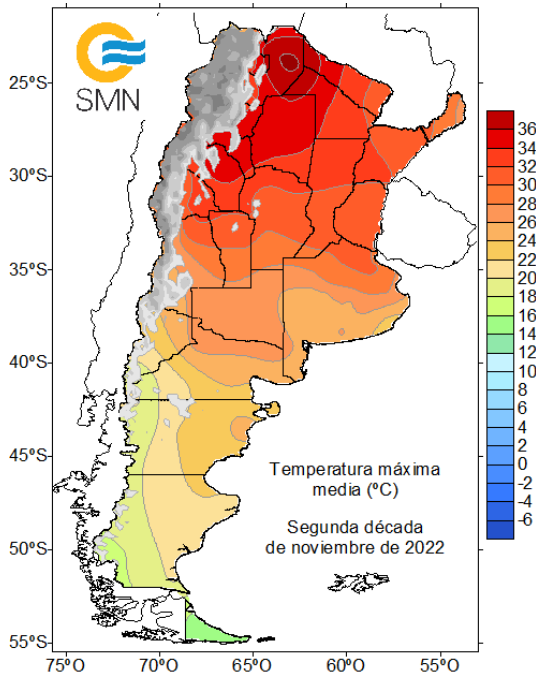 SMN
25°S
30°S
35°S
40°S
45°S
50°S
55°S
75°O
70°O
65°O
60°O
55°O
36
34
32
30
28
26
24
22
20
18
16
14
12
10
8
6
4
2
0
-2
-4
-6
Temperatura máxima
media (ºC)
Segunda década
de noviembre de 2022